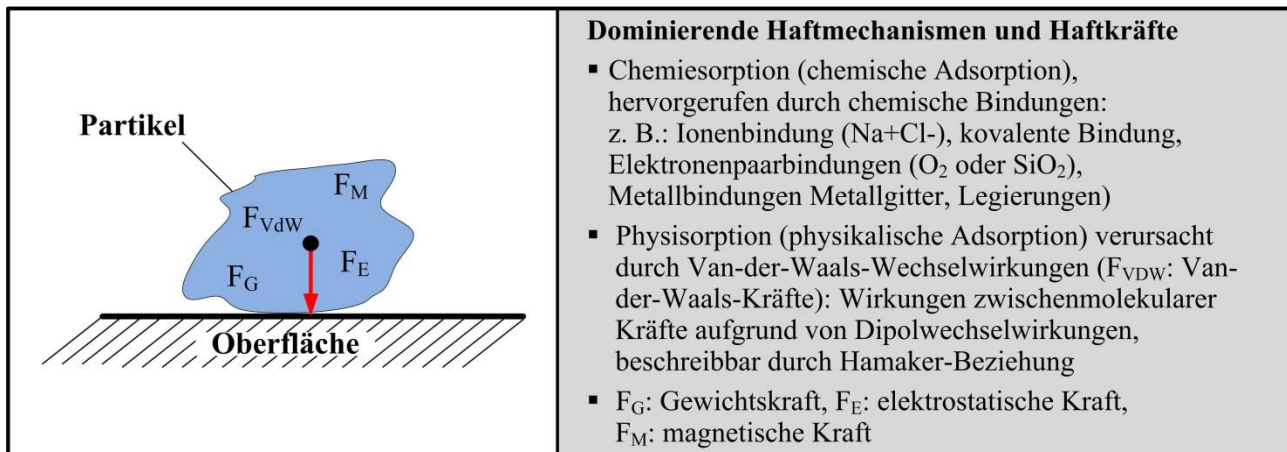 Partikel
F_M
F_VdW
F_G
F_E
Oberfläche
Dominierende Haftmechanismen und Haftkräfte
▪ Chemiesorption (chemische Adsorption),
hervorgerufen durch chemische Bindungen:
z. B.: Ionenbindung (Na+Cl-), kovalente Bindung,
Elektronenpaarbindungen (O₂ oder SiO₂),
Metallbindungen Metallgitter, Legierungen)
▪ Physisorption (physikalische Adsorption) verursacht
durch Van-der-Waals-Wechselwirkungen (F_VDW: Van-
der-Waals-Kräfte): Wirkungen zwischenmolekularer
Kräfte aufgrund von Dipolwechselwirkungen,
beschreibbar durch Hamaker-Beziehung
▪ F_G: Gewichtskraft, F_E: elektrostatische Kraft,
F_M: magnetische Kraft